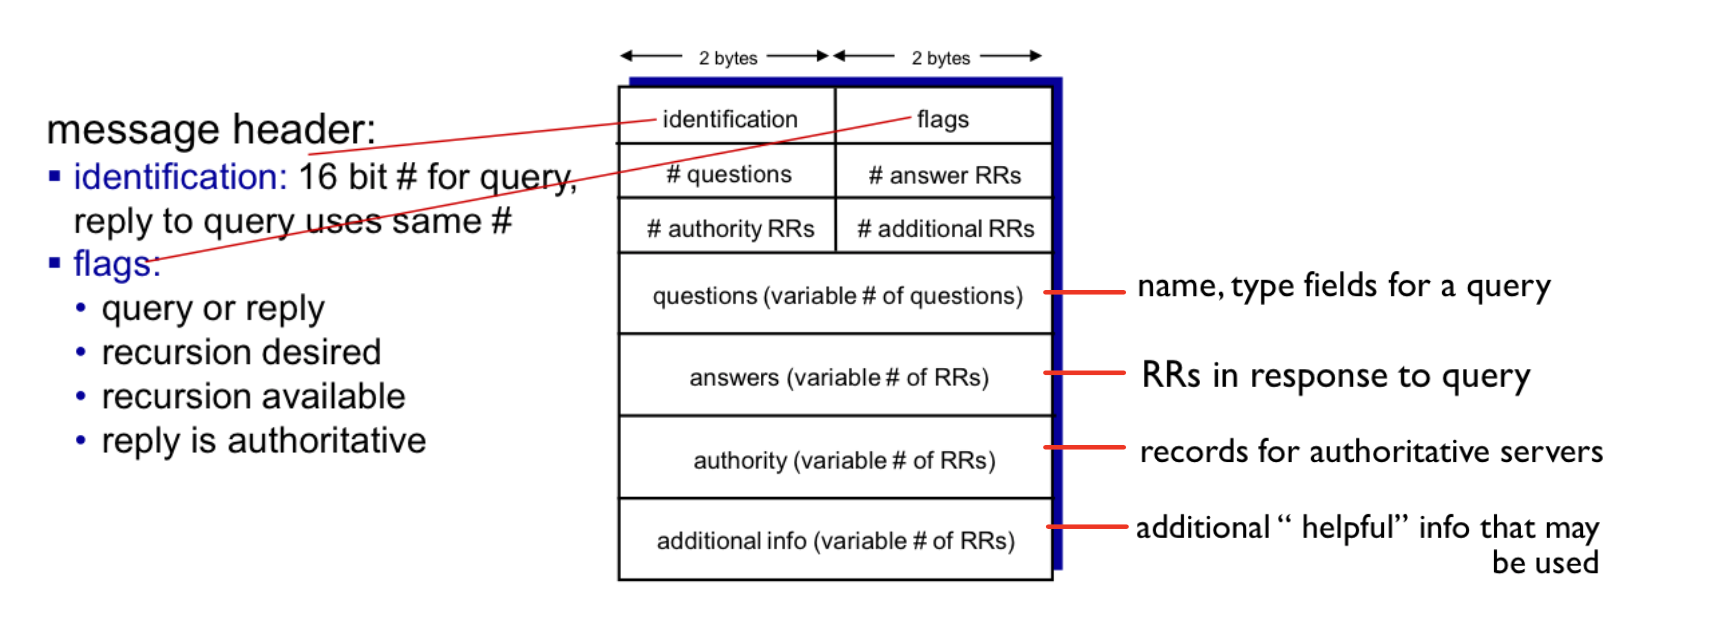 2 bytes 2 bytes
message header:
▪ identification: 16 bit # for query,
reply to query uses same #
▪ flags:
• query or reply
• recursion desired
• recursion available
• reply is authoritative
identification flags
# questions # answer RRs
# authority RRs # additional RRs
questions (variable # of questions)
answers (variable # of RRs)
authority (variable # of RRs)
additional info (variable # of RRs)
name, type fields for a query
RRs in response to query
records for authoritative servers
additional “ helpful” info that may
be used